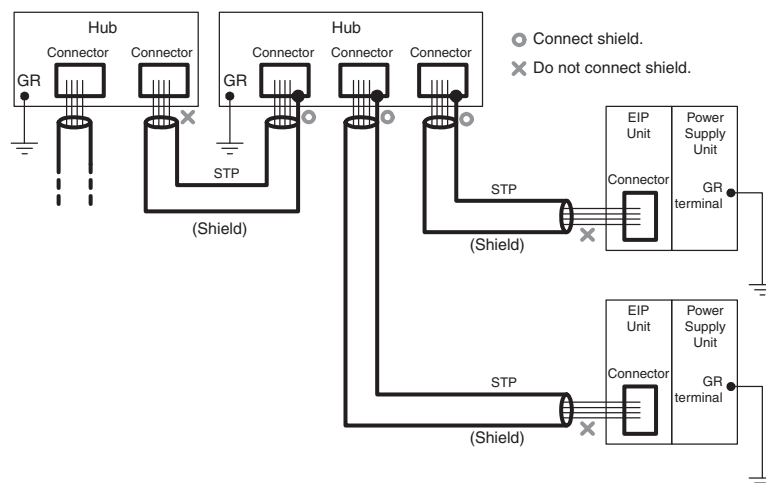 Hub
Connector Connector
GR
Hub
Connector Connector Connector
GR
Connect shield.
Do not connect shield.
STP
(Shield)
STP
(Shield)
EIP
Unit
Power
Supply
Unit
Connector
GR
terminal
STP
(Shield)
EIP
Unit
Power
Supply
Unit
Connector
GR
terminal